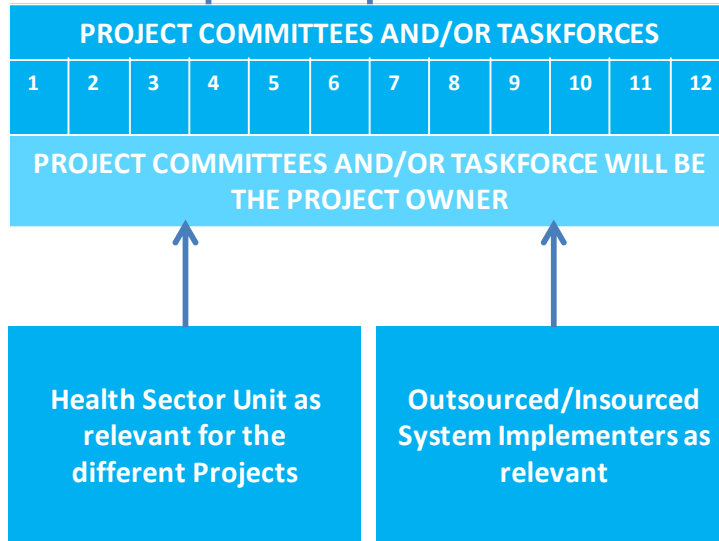 PROJECT COMMITTEES AND/OR TASKFORCES
1 2 3 4 5 6 7 8 9 10 11 12
PROJECT COMMITTEES AND/OR TASKFORCE WILL BE
THE PROJECT OWNER
Health Sector Unit as
relevant for the
different Projects
Outsourced/Insourced
System Implementers as
relevant